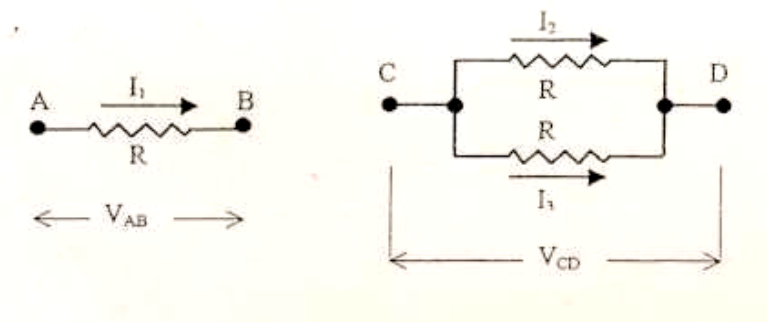 A I₁ B
R
V_AB
I₂
C R D
R
I₃
V_CD